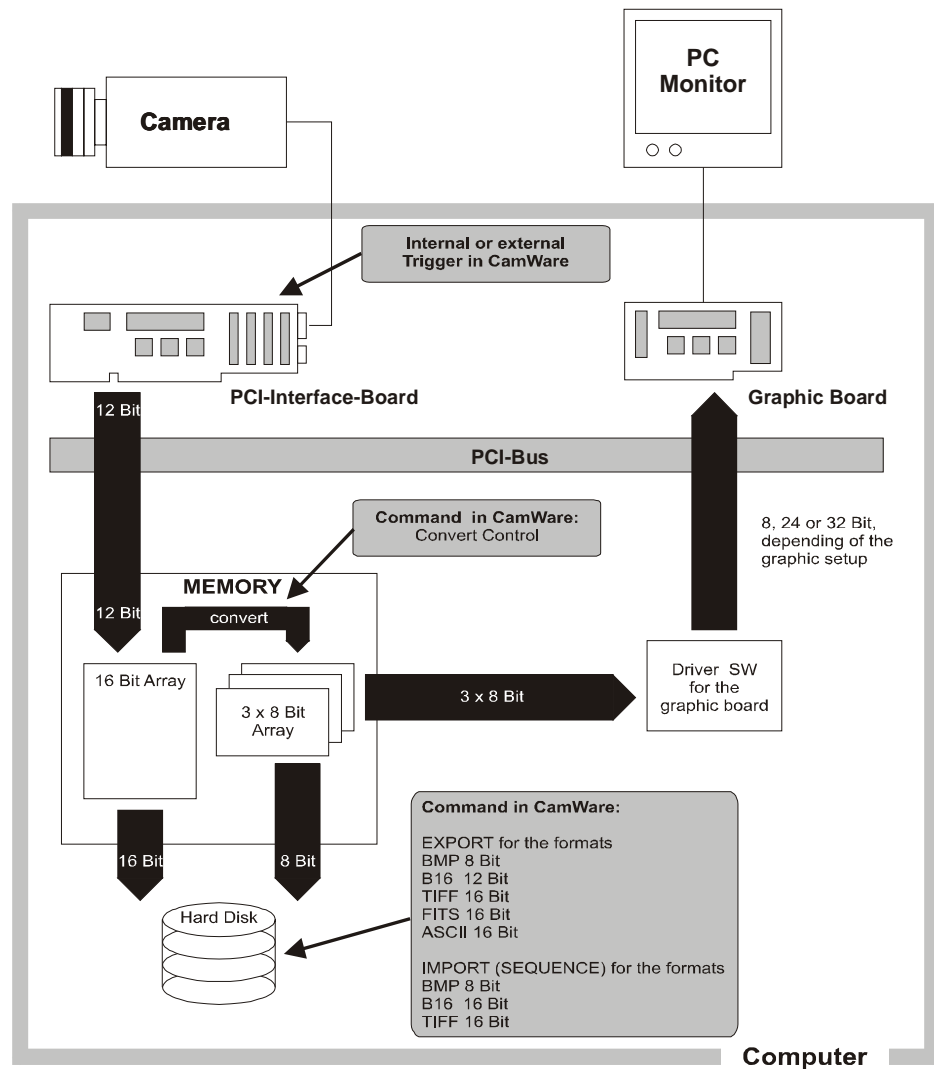 Camera
PC
Monitor
Internal or external
Trigger in CamWare
PCI-Interface-Board
Graphic Board
12 Bit
PCI-Bus
Command in CamWare:
Convert Control
8, 24 or 32 Bit,
depending of the
graphic setup
MEMORY
12 Bit
convert
16 Bit Array
3 x 8 Bit
Array
3 x 8 Bit
Driver SW
for the
graphic board
16 Bit
8 Bit
Hard Disk
Command in CamWare:
EXPORT for the formats
BMP 8 Bit
B16 12 Bit
TIFF 16 Bit
FITS 16 Bit
ASCII 16 Bit
IMPORT (SEQUENCE) for the formats
BMP 8 Bit
B16 16 Bit
TIFF 16 Bit
Computer